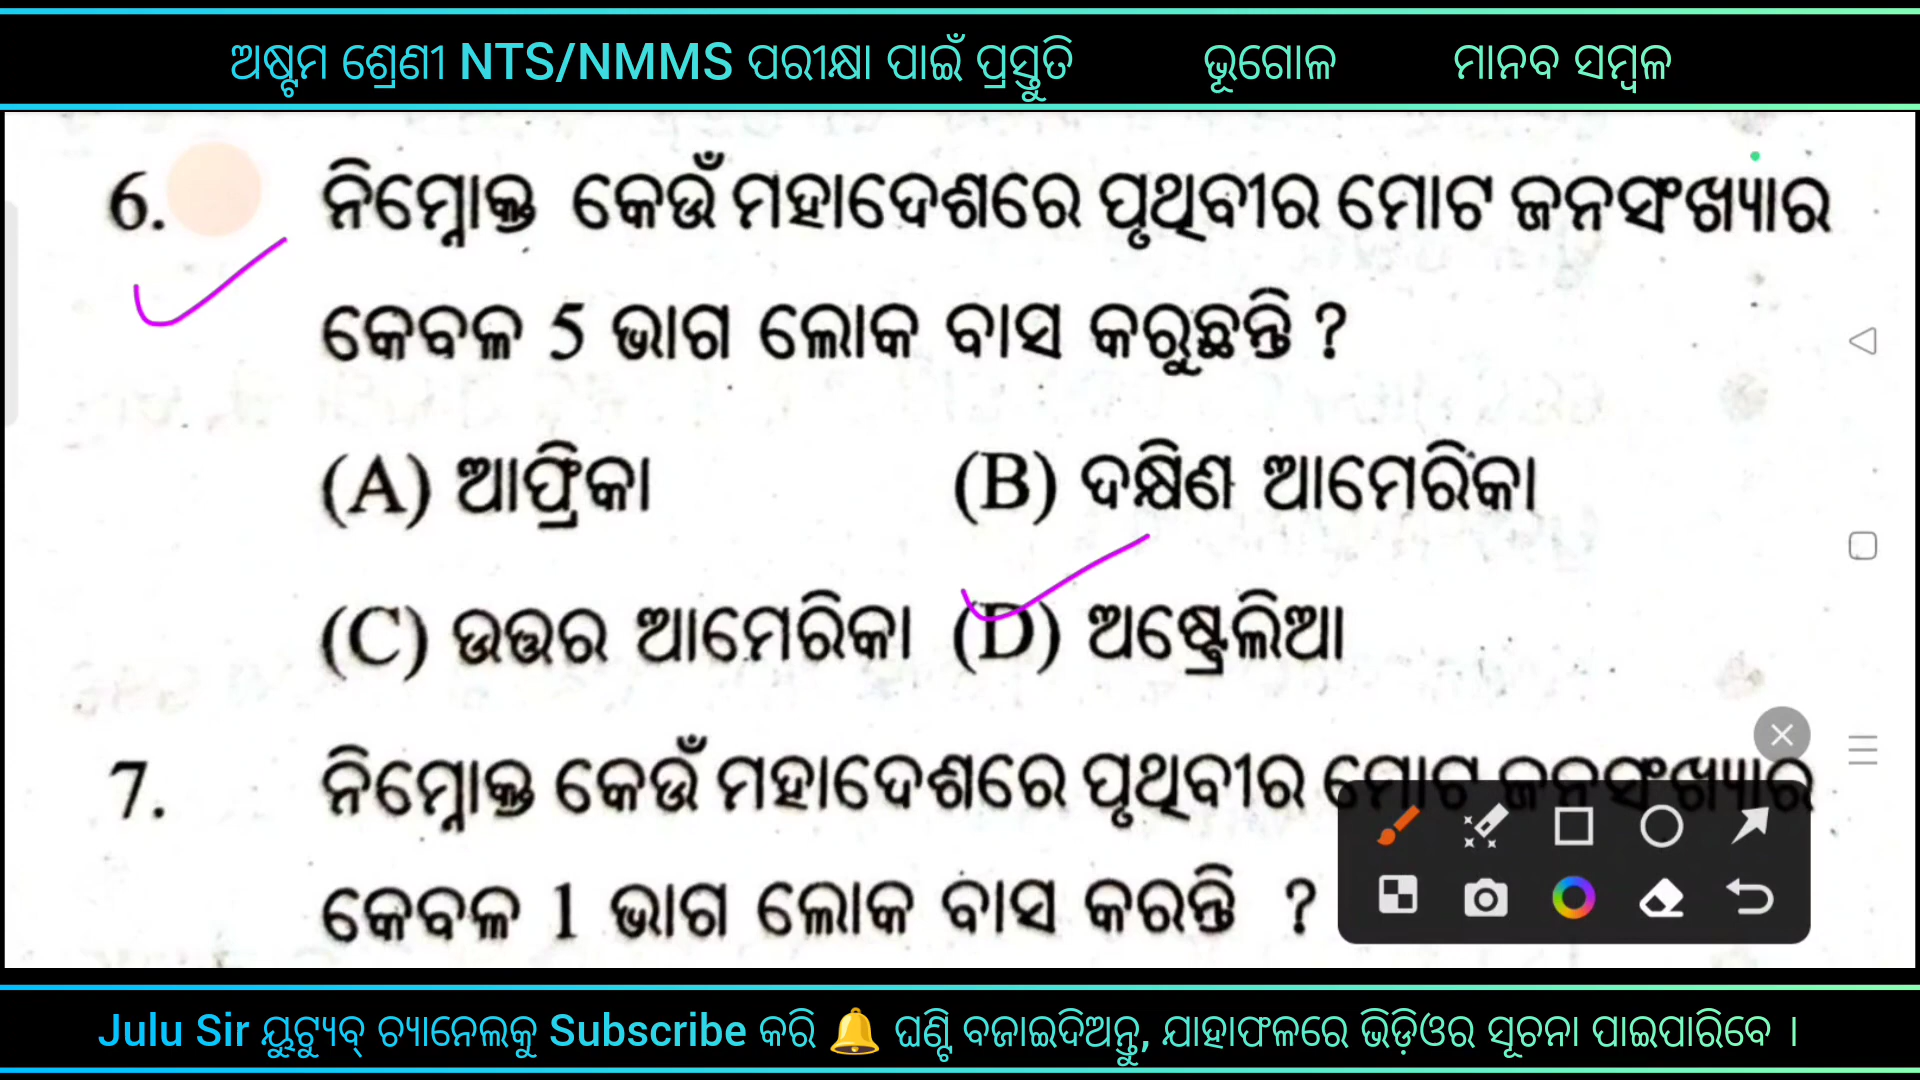 ଅଷ୍ଟମ ଶ୍ରେଣୀ NTS/NMMS ପରୀକ୍ଷା ପାଇଁ ପ୍ରସ୍ତୁତି ଭୂଗୋଳ ମାନବ ସମ୍ବଳ
6. ନିମ୍ନୋକ୍ତ କେଉଁ ମହାଦେଶରେ ପୃଥିବୀର ମୋଟ ଜନସଂଖ୍ୟାର
କେବଳ 5 ଭାଗ ଲୋକ ବାସ କରୁଛନ୍ତି ?
(A) ଆଫ୍ରିକା (B) ଦକ୍ଷିଣ ଆମେରିକା
(C) ଉତ୍ତର ଆମେରିକା (D) ଅଷ୍ଟ୍ରେଲିଆ
7. ନିମ୍ନୋକ୍ତ କେଉଁ ମହାଦେଶରେ ପୃଥିବୀର ମୋଟ ଜନସଂଖ୍ୟାର
କେବଳ 1 ଭାଗ ଲୋକ ବାସ କରନ୍ତି ?
Julu Sir ୟୁଟ୍ୟୁବ୍ ଚ୍ୟାନେଲକୁ Subscribe କରି 🔔 ଘଣ୍ଟି ବଜାଇଦିଅନ୍ତୁ, ଯାହାଫଳରେ ଭିଡ଼ିଓର ସୂଚନା ପାଇପାରିବେ ।